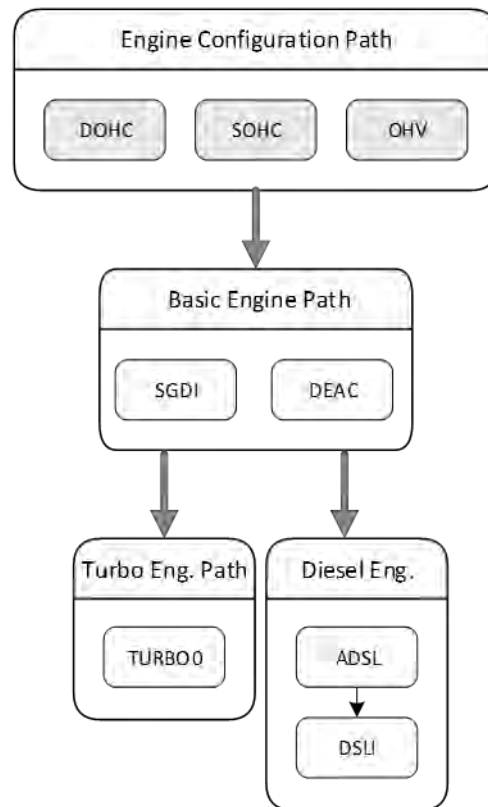 Engine Configuration Path
DOHC SOHC OHV
Basic Engine Path
SGDI DEAC
Turbo Eng. Path
Diesel Eng.
TURBO0
ADSL
DSLI